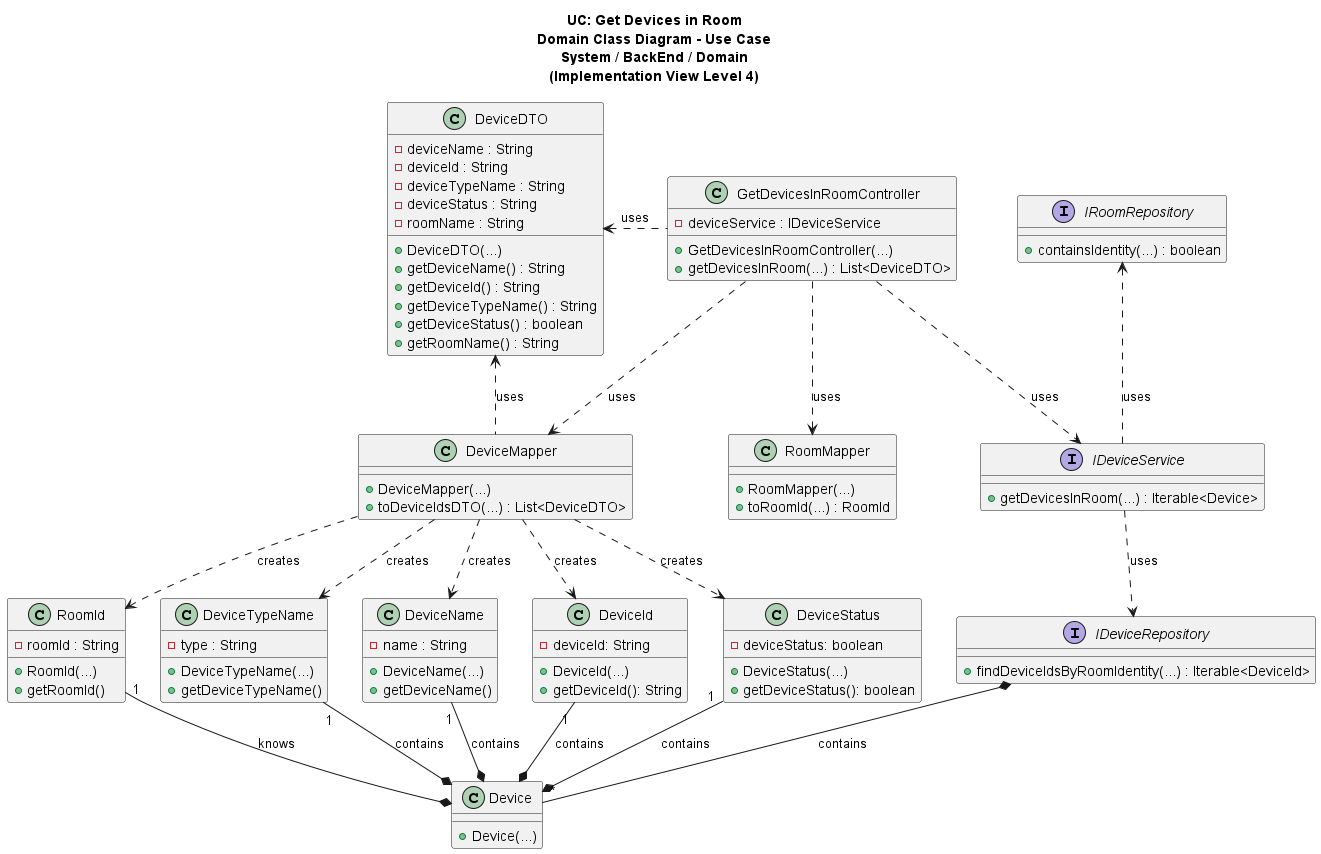 UC: Get Devices in Room
Domain Class Diagram - Use Case
System / BackEnd / Domain
(Implementation View Level 4)
C DeviceDTO
deviceName : String
deviceId : String
deviceTypeName : String
deviceStatus : String
roomName : String
DeviceDTO(...)
getDeviceName() : String
getDeviceId() : String
getDeviceTypeName() : String
getDeviceStatus() : boolean
getRoomName() : String
uses
C GetDevicesInRoomController
deviceService : IDeviceService
GetDevicesInRoomController(...)
getDevicesInRoom(...) : List<DeviceDTO>
I IRoomRepository
containsIdentity(...) : boolean
uses
uses
uses
uses
uses
C DeviceMapper
DeviceMapper(...)
toDeviceIdsDTO(...) : List<DeviceDTO>
C RoomMapper
RoomMapper(...)
toRoomId(...) : RoomId
I IDeviceService
getDevicesInRoom(...) : Iterable<Device>
creates
creates
creates
creates
creates
uses
C RoomId
roomId : String
RoomId(...)
getRoomId()
C DeviceTypeName
type : String
DeviceTypeName(...)
getDeviceTypeName()
C DeviceName
name : String
DeviceName(...)
getDeviceName()
C DeviceId
deviceId: String
DeviceId(...)
getDeviceId(): String
C DeviceStatus
deviceStatus: boolean
DeviceStatus(...)
getDeviceStatus(): boolean
I IDeviceRepository
findDeviceIdsByRoomIdentity(...) : Iterable<DeviceId>
1
1
1
1
1
knows
contains
contains
contains
contains
contains
C Device
Device(...)